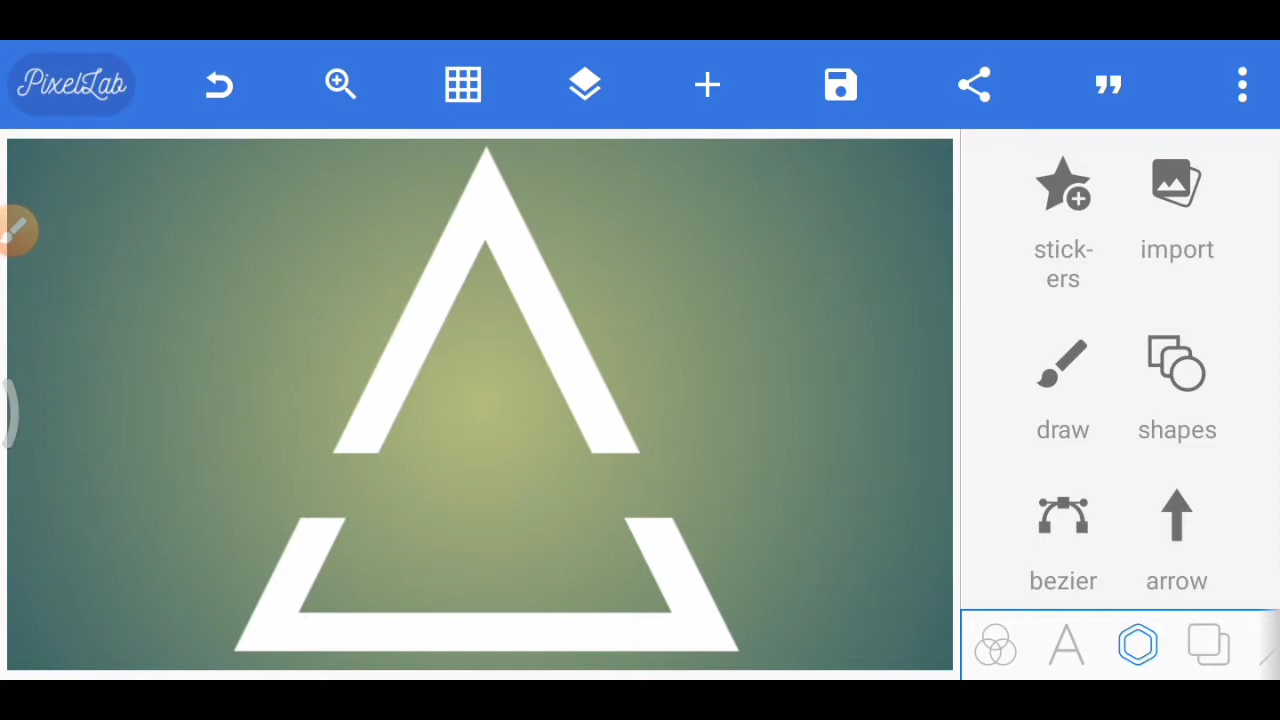 PixelLab
stick-
ers
import
draw
shapes
bezier
arrow